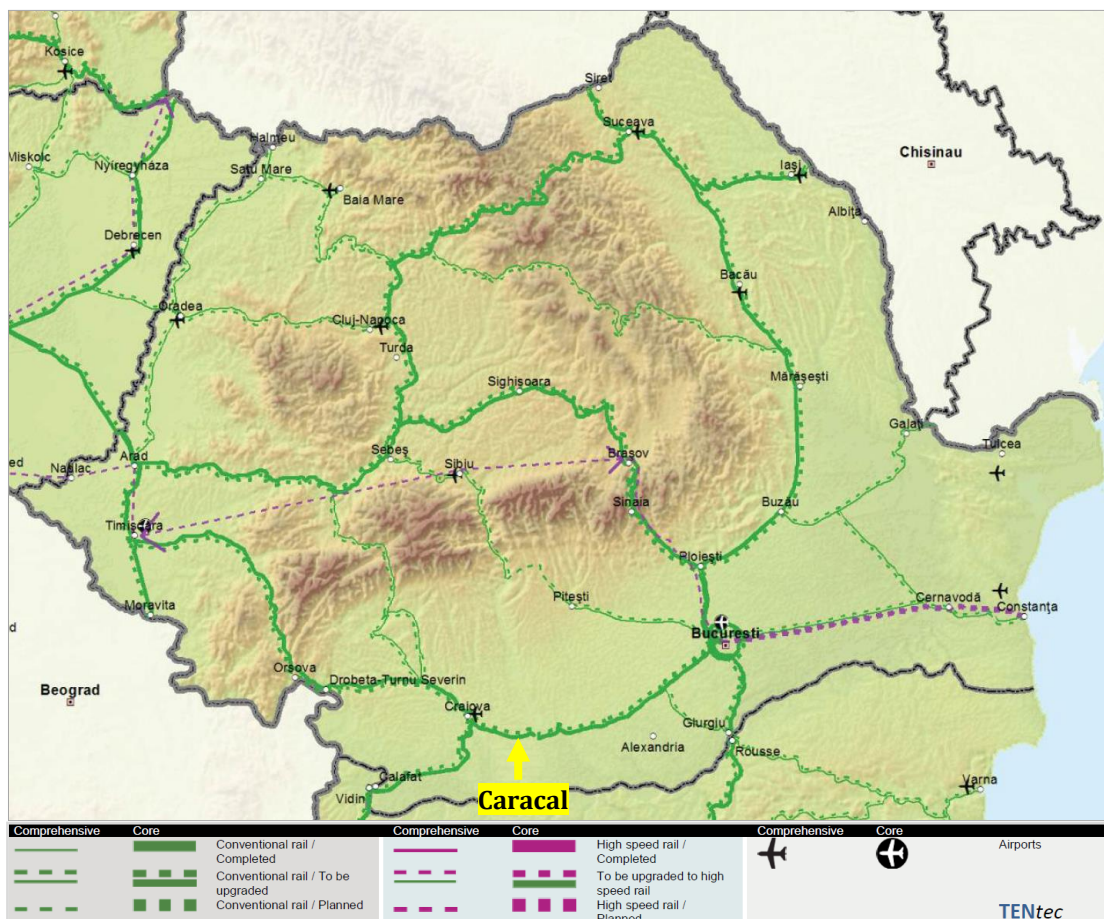 Kosice
Siret
Suceava
Halmeu
Miskolc
Nyiregyhaza
Satu Mare
Iași
Chisinau
Baia Mare
Albița
Debrecen
Bacău
Oradea
Cluj-Napoca
Turda
Mărășești
Sighișoara
Galați
Tulcea
Arad
Sebeș
Sibiu
Brașov
ed
Nădlac
Sinaia
Buzău
Timișoara
Ploiești
Moravita
Pitești
Cernavodă
Constanța
d
București
Orșova
Drobeta-Turnu Severin
Beograd
Craiova
Giurgiu
Alexandria
Rousse
Calafat
Vidin
Caracal
Varna
Comprehensive Core Comprehensive Core Comprehensive Core
Conventional rail /
Completed
Conventional rail / To be
upgraded
Conventional rail / Planned
High speed rail /
Completed
To be upgraded to high
speed rail
High speed rail /
Planned
Airports
TENtec